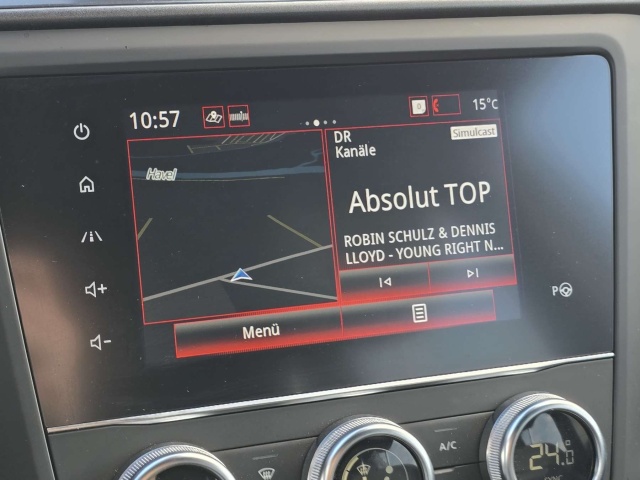 10:57
15°c
Havel
DR
Kanäle
Simulcast
Absolut TOP
ROBIN SCHULZ & DENNIS
LLOYD - YOUNG RIGHT N...
Menü
P
A/C
24.0